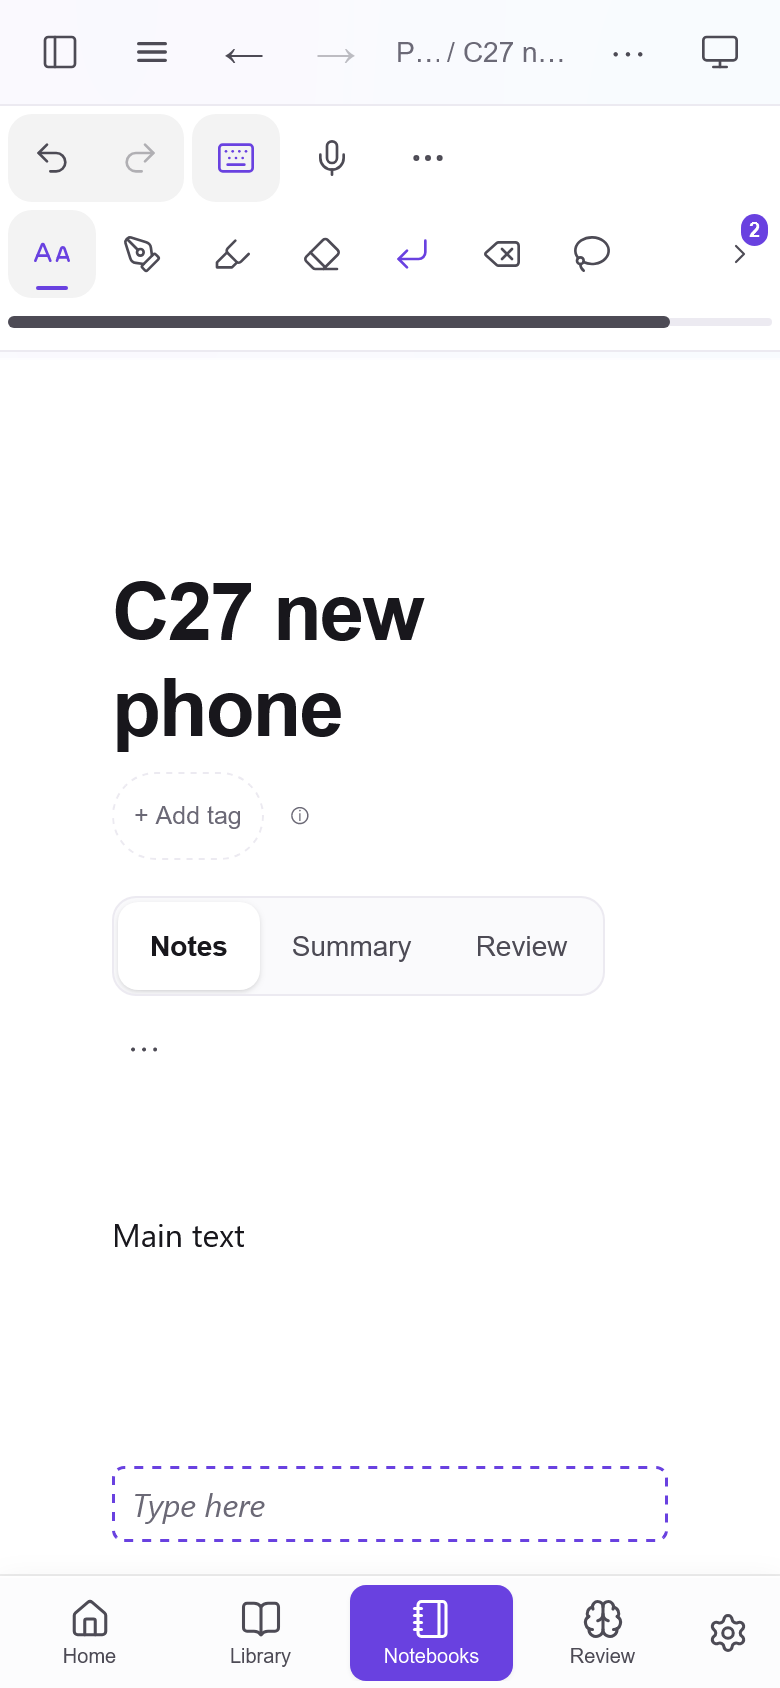 P… / C27 n…
2
C27 new
phone
+ Add tag
Notes Summary Review
Main text
Type here
Home Library Notebooks Review